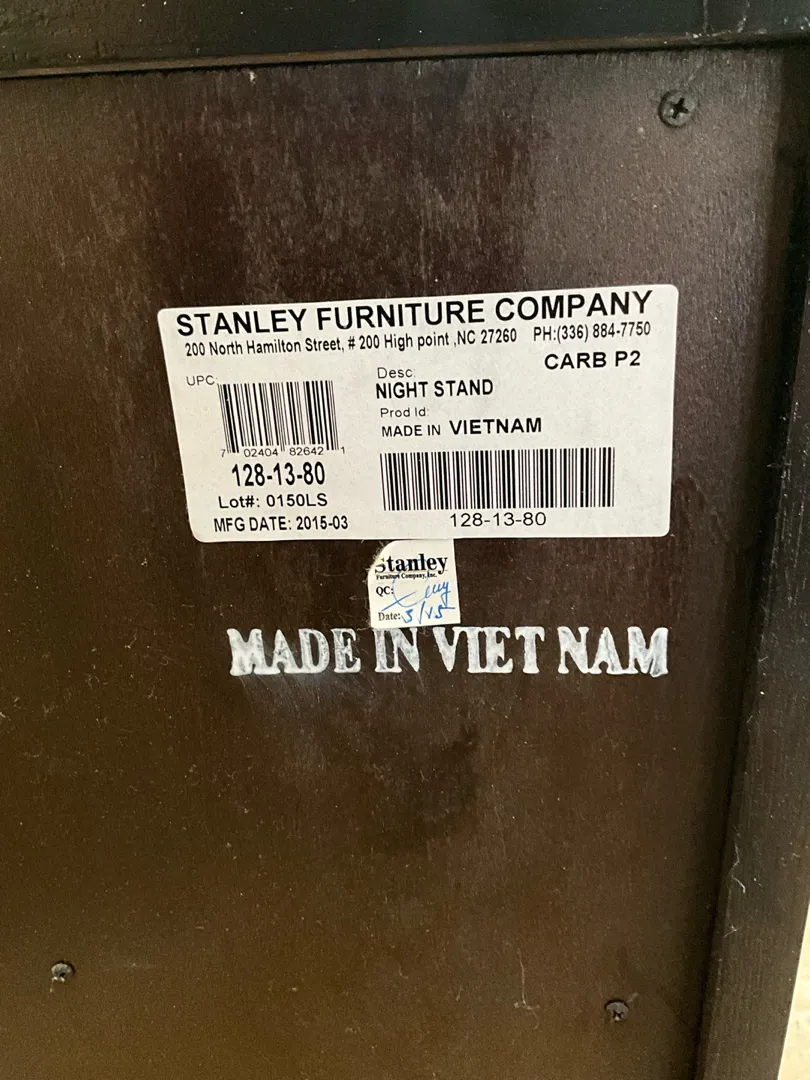 STANLEY FURNITURE COMPANY
200 North Hamilton Street, # 200 High point ,NC 27260 PH:(336) 884-7750
CARB P2
UPC:
7 02404 82642 1
128-13-80
Lot#: 0150LS
MFG DATE: 2015-03
Desc:
NIGHT STAND
Prod Id:
MADE IN VIETNAM
128-13-80
Stanley
Furniture Company, Inc.
QC:
Date: 3/15
MADE IN VIET NAM